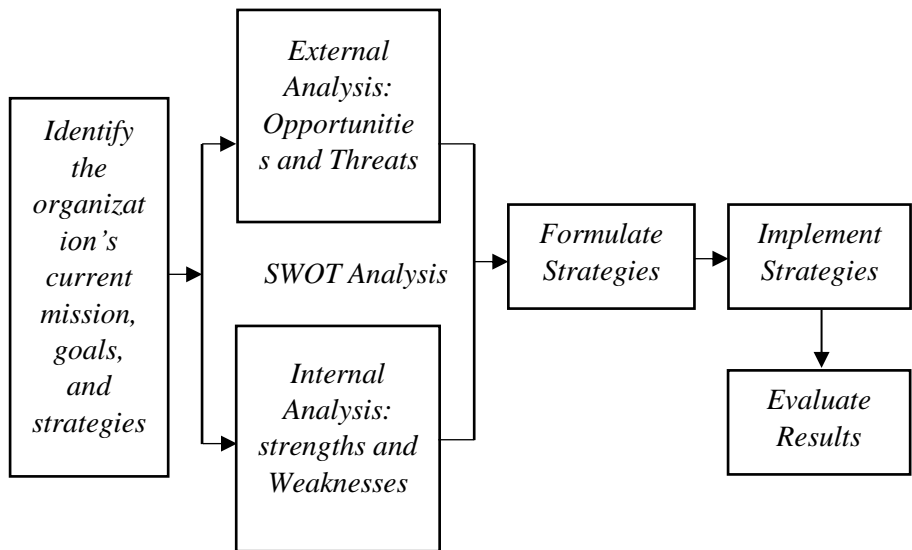 Identify
the
organizat
ion’s
current
mission,
goals,
and
strategies
External
Analysis:
Opportunitie
s and Threats
SWOT Analysis
Internal
Analysis:
strengths and
Weaknesses
Formulate
Strategies
Implement
Strategies
Evaluate
Results